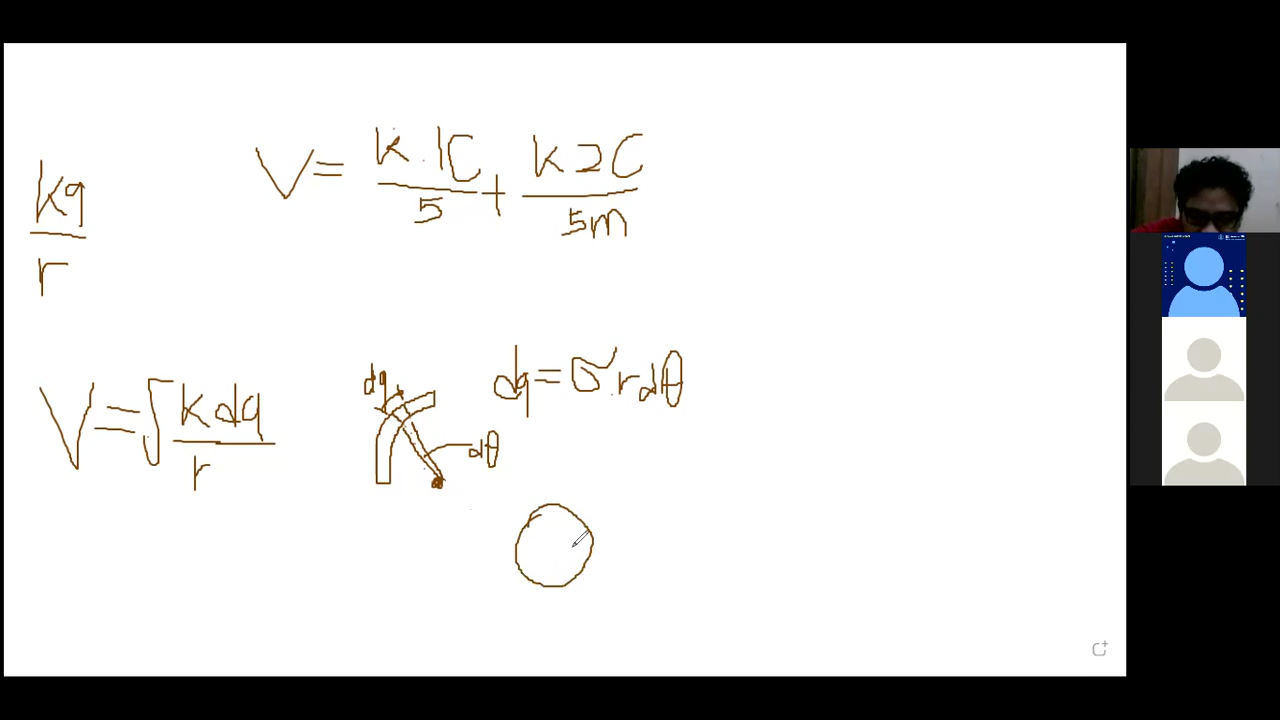 kq/r
V = k.1C/5 + k2C/5m
V = ∫ kdq/r
dq
dθ
dq = σ r dθ